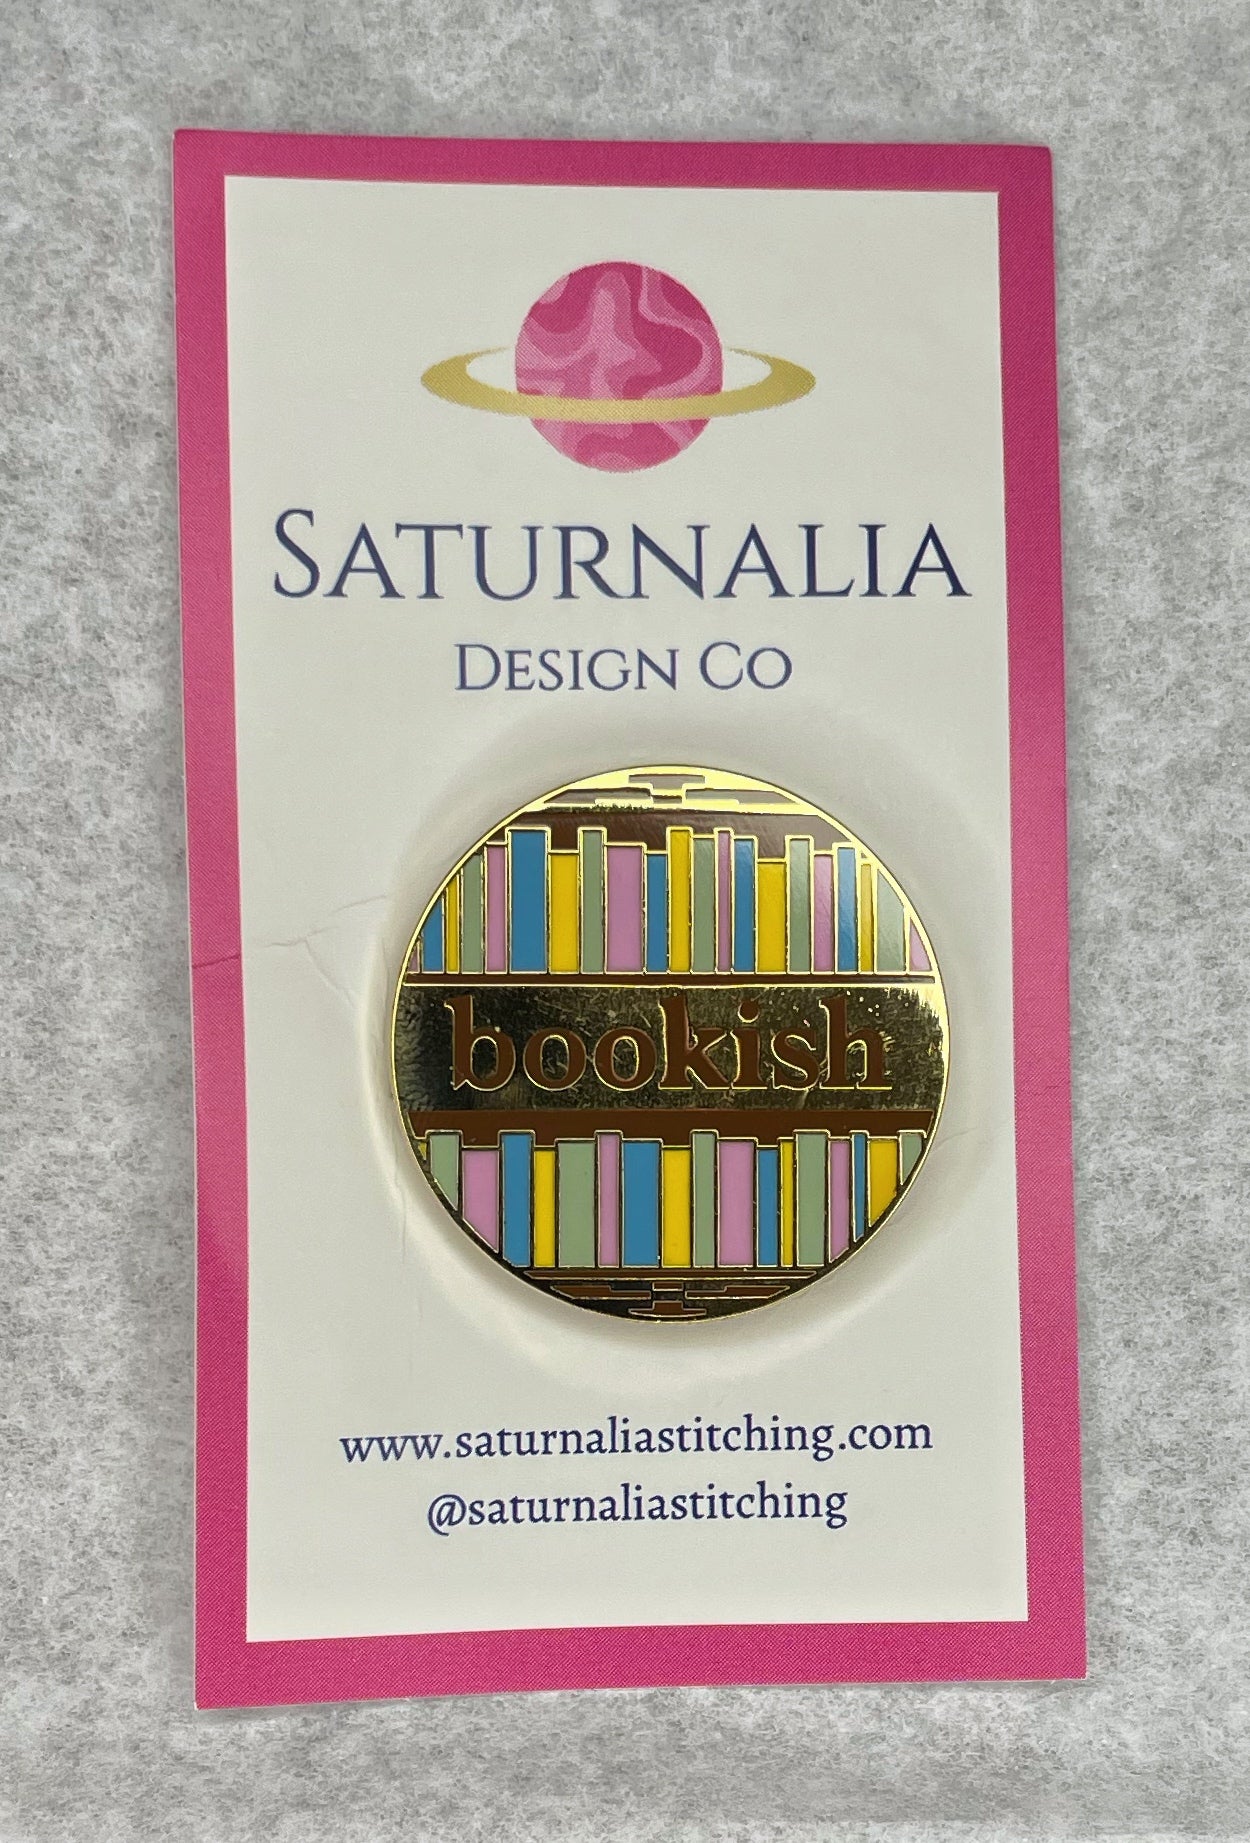 SATURNALIA
DESIGN CO
bookish
www.saturnaliastitching.com
@saturnaliastitching